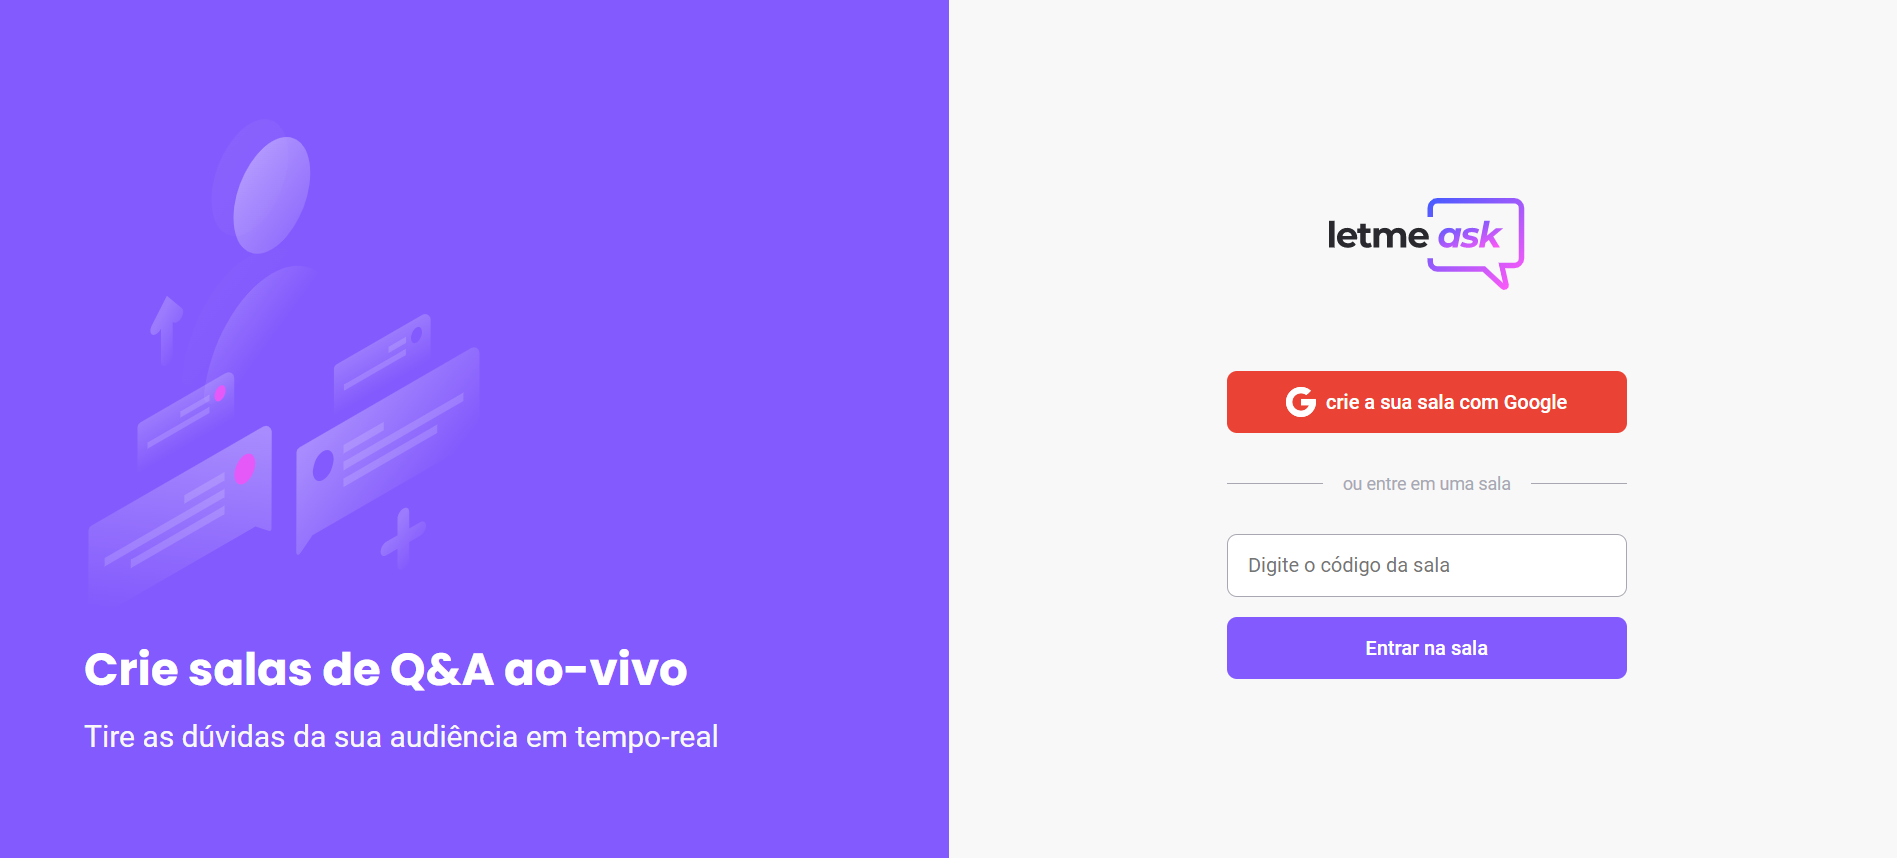 Crie salas de Q&A ao-vivo
Tire as dúvidas da sua audiência em tempo-real
letme ask
crie a sua sala com Google
ou entre em uma sala
Digite o código da sala
Entrar na sala